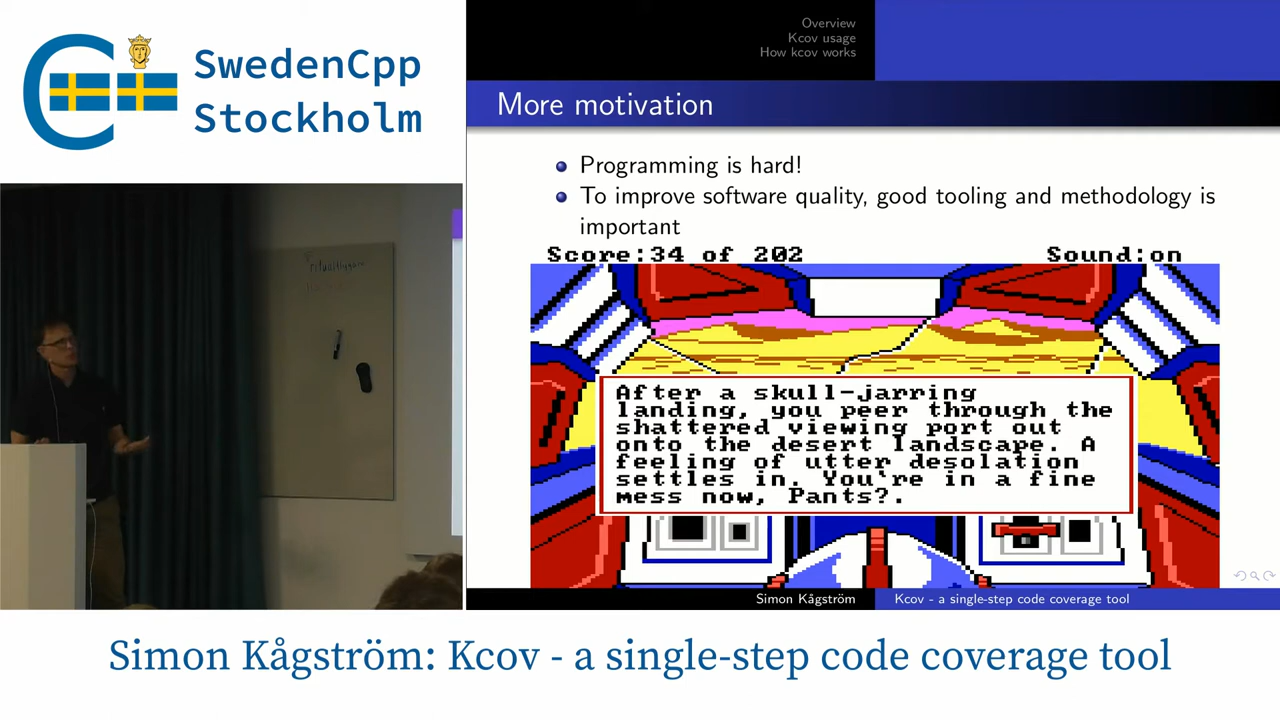 SwedenCpp
Stockholm
Overview
Kcov usage
How kcov works
More motivation
Programming is hard!
To improve software quality, good tooling and methodology is
important
Score:34 of 202
Sound:on
After a skull-jarring
landing, you peer through the
shattered viewing port out
onto the desert landscape. A
feeling of utter desolation
settles in. You're in a fine
mess now, Pants?.
Simon Kågström
Kcov - a single-step code coverage tool
Simon Kågström: Kcov - a single-step code coverage tool